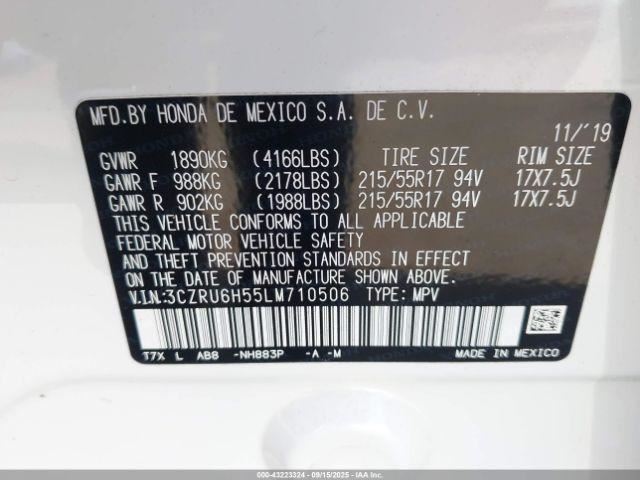 MFD.BY HONDA DE MEXICO S.A. DE C.V.
11/'19
GVWR 1890KG (4166LBS) TIRE SIZE RIM SIZE
GAWR F 988KG (2178LBS) 215/55R17 94V 17X7.5J
GAWR R 902KG (1988LBS) 215/55R17 94V 17X7.5J
THIS VEHICLE CONFORMS TO ALL APPLICABLE
FEDERAL MOTOR VEHICLE SAFETY
AND THEFT PREVENTION STANDARDS IN EFFECT
ON THE DATE OF MANUFACTURE SHOWN ABOVE.
V.I.N.:3CZRU6H55LM710506 TYPE: MPV
T7X L AB8 -NH883P -A -M MADE IN MEXICO
000-43223324 - 09/15/2025 - IAA Inc.